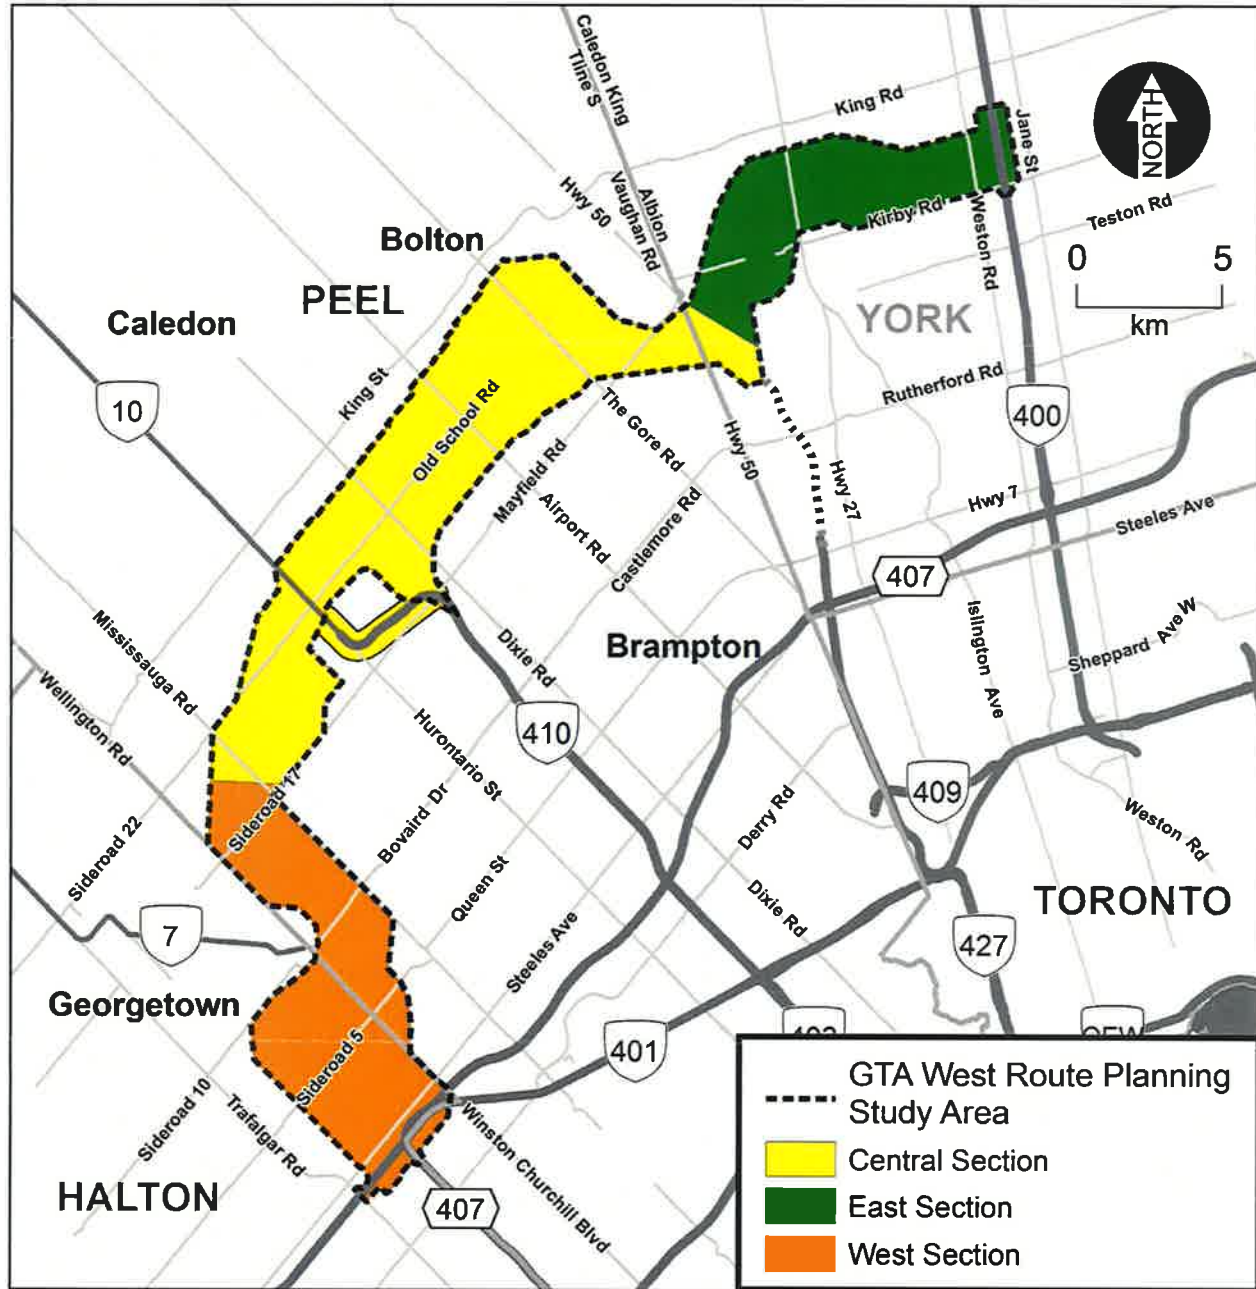 Caledon King
Tline S
King Rd
Jane St
NORTH
Hwy 50
Albion
Vaughan Rd
Kirby Rd
Weston Rd
Teston Rd
0 5
km
Bolton
PEEL
YORK
Caledon
10
King St
Old School Rd
Rutherford Rd
400
The Gore Rd
Hwy 50
Mayfield Rd
Airport Rd
Castlemore Rd
Hwy 27
Hwy 7
Steeles Ave
407
Mississauga Rd
Wellington Rd
Dixie Rd
Brampton
Islington Ave
Sheppard Ave W
Hurontario St
410
Sideroad 17
Bovaird Dr
Derry Rd
409
Weston Rd
Sideroad 22
Queen St
Dixie Rd
TORONTO
7
Steeles Ave
427
Georgetown
Sideroad 5
401
403
QEW
Sideroad 10
Trafalgar Rd
Winston Churchill Blvd
HALTON
407
GTA West Route Planning
Study Area
Central Section
East Section
West Section